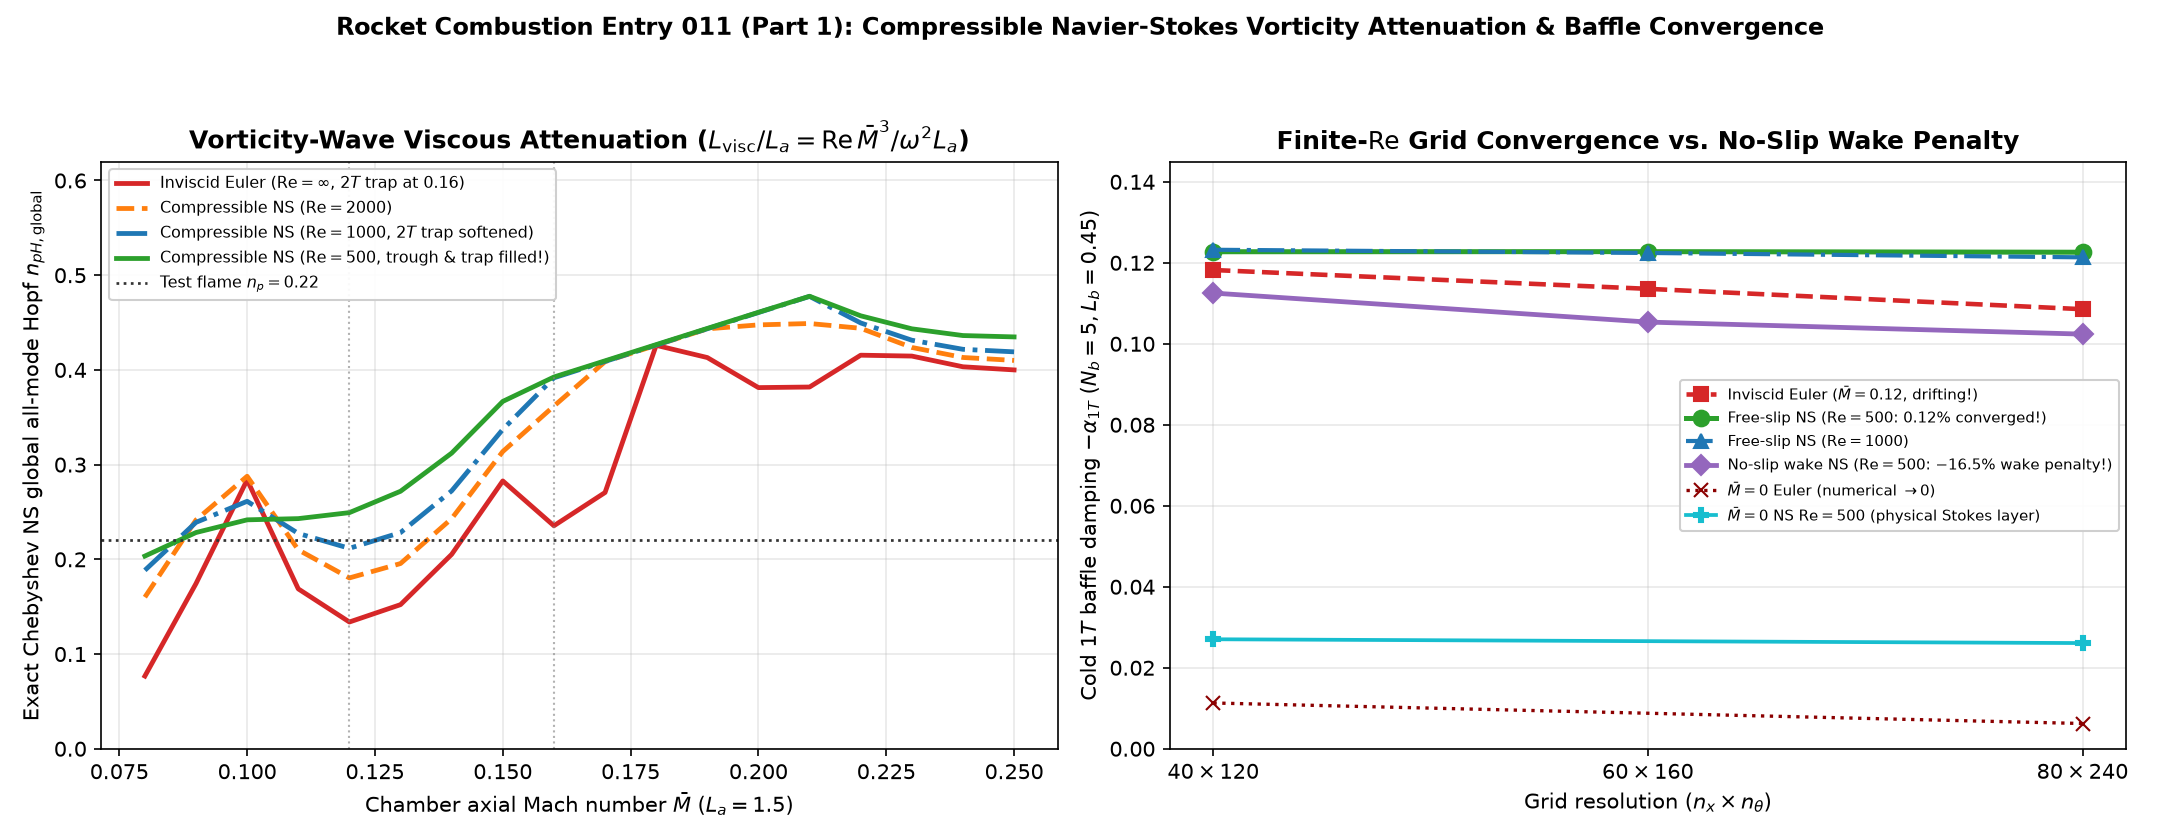 Rocket Combustion Entry 011 (Part 1): Compressible Navier-Stokes Vorticity Attenuation & Baffle Convergence
Vorticity-Wave Viscous Attenuation (L_visc/L_a = Re M̄³/ω²L_a)
Exact Chebyshev NS global all-mode Hopf n_pH,global
0.6
0.5
0.4
0.3
0.2
0.1
0.0
Inviscid Euler (Re = ∞, 2T trap at 0.16)
Compressible NS (Re = 2000)
Compressible NS (Re = 1000, 2T trap softened)
Compressible NS (Re = 500, trough & trap filled!)
Test flame n_p = 0.22
0.075 0.100 0.125 0.150 0.175 0.200 0.225 0.250
Chamber axial Mach number M̄ (L_a = 1.5)
Finite-Re Grid Convergence vs. No-Slip Wake Penalty
Cold 1T baffle damping −α_1T (N_b = 5, L_b = 0.45)
0.14
0.12
0.10
0.08
0.06
0.04
0.02
0.00
Inviscid Euler (M̄ = 0.12, drifting!)
Free-slip NS (Re = 500: 0.12% converged!)
Free-slip NS (Re = 1000)
No-slip wake NS (Re = 500: −16.5% wake penalty!)
M̄ = 0 Euler (numerical → 0)
M̄ = 0 NS Re = 500 (physical Stokes layer)
40 × 120 60 × 160 80 × 240
Grid resolution (n_x × n_θ)